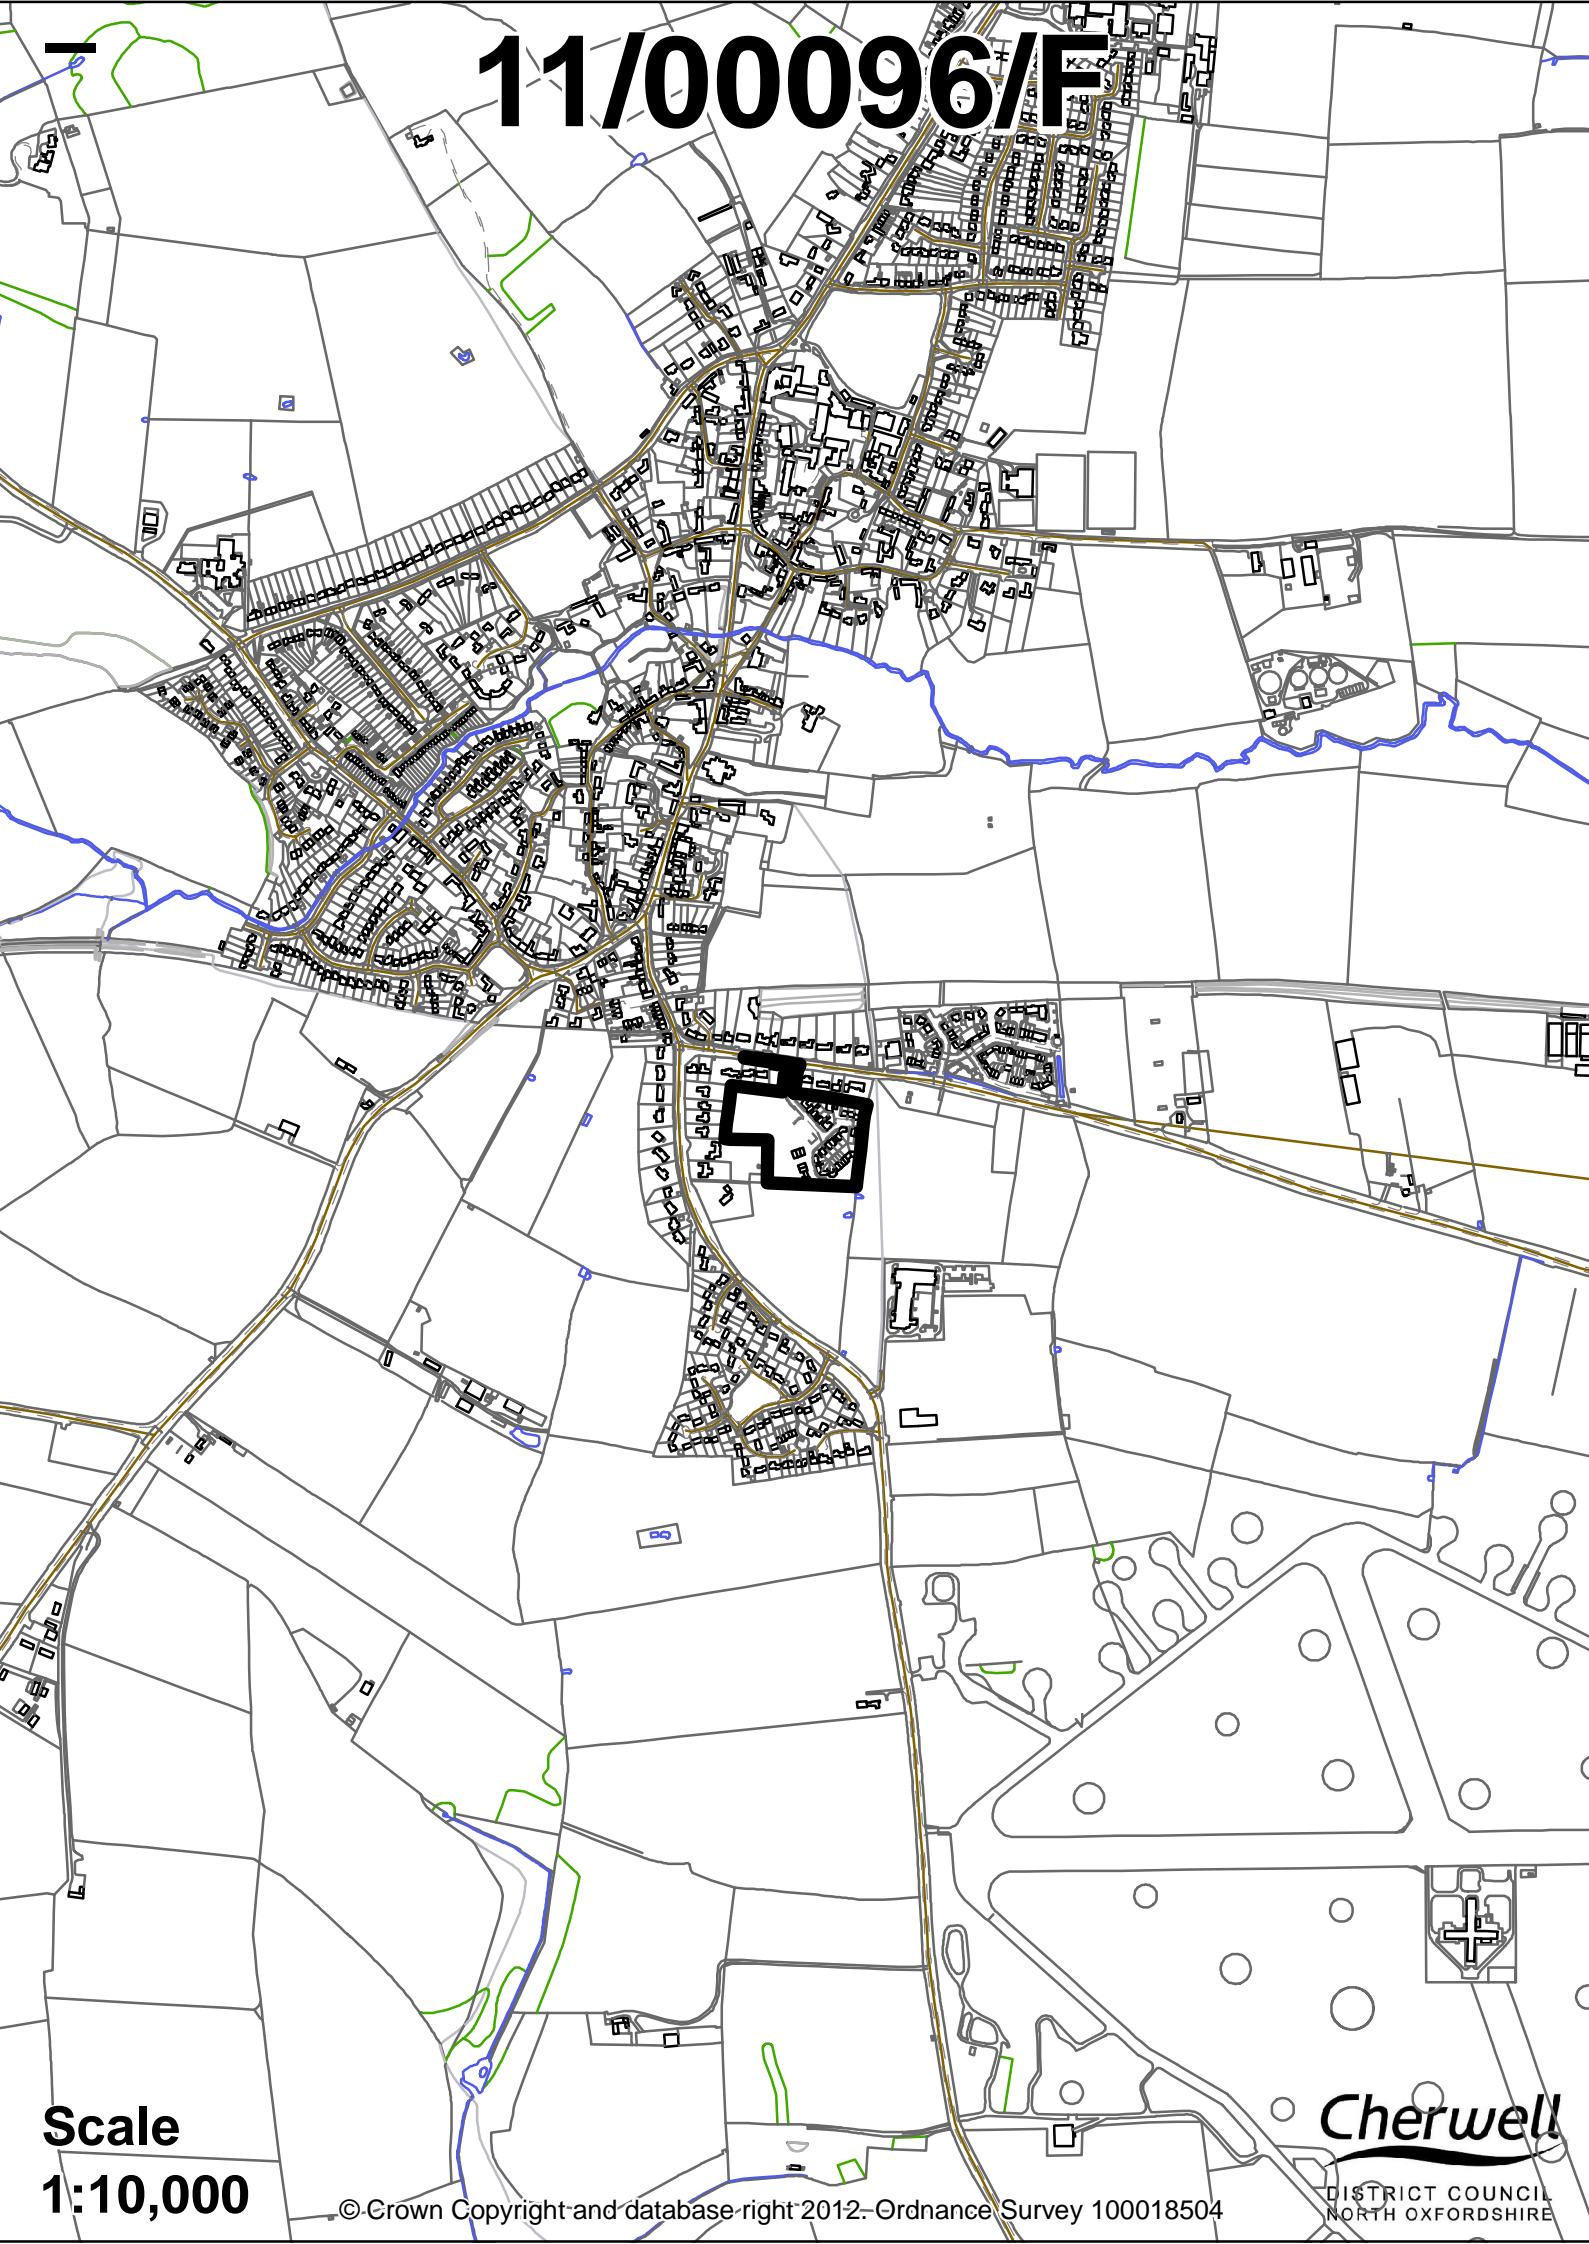 11/00096/F
Scale
1:10,000
© Crown Copyright and database right 2012. Ordnance Survey 100018504
Cherwell
DISTRICT COUNCIL
NORTH OXFORDSHIRE